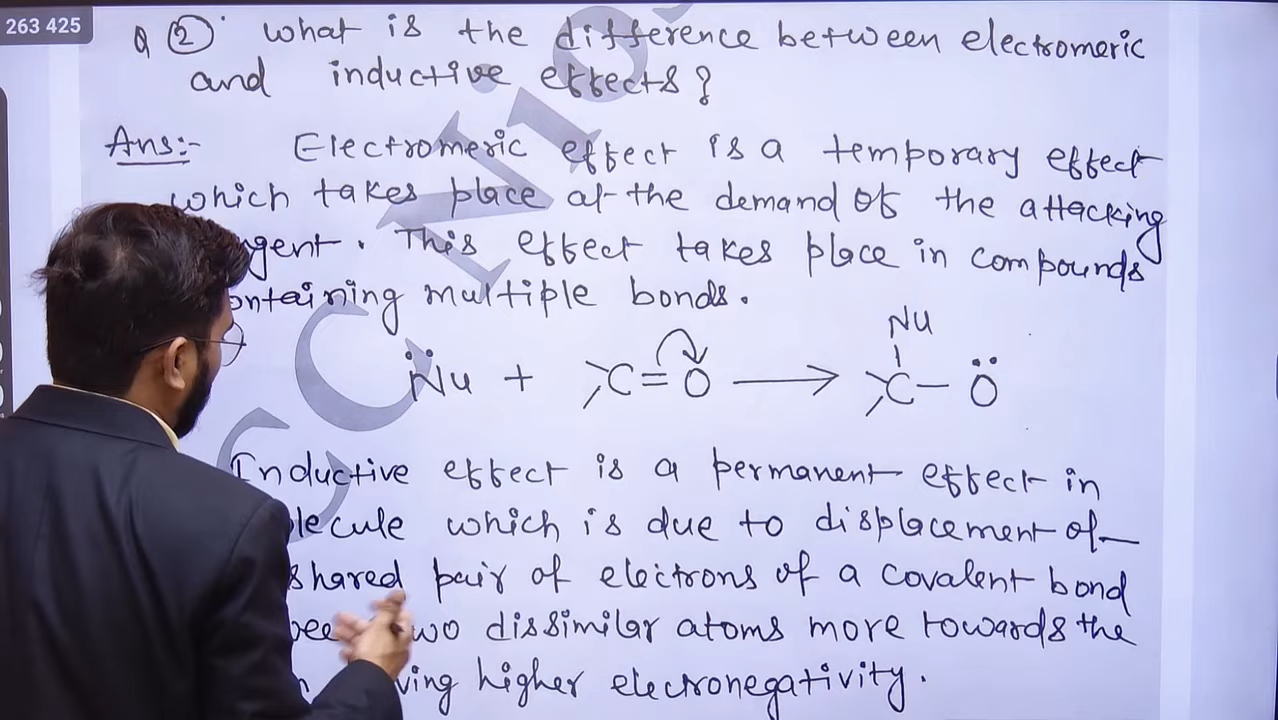 263 425
Q ② what is the difference between electromeric
and inductive effects?
Ans:- Electromeric effect is a temporary effect
which takes place at the demand of the attacking
gent. This effect takes place in compounds
ontaining multiple bonds.
Nu
N̈u + C=O ⟶ C—Ö
Inductive effect is a permanent effect in
lecule which is due to displacement of
shared pair of electrons of a covalent bond
wo dissimilar atoms more towards the
ving higher electronegativity.